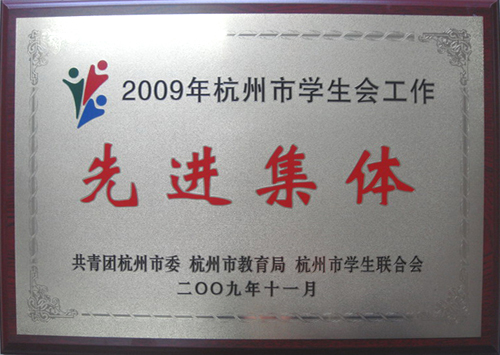 2009年杭州市学生会工作
先进集体
共青团杭州市委 杭州市教育局 杭州市学生联合会
二〇〇九年十一月